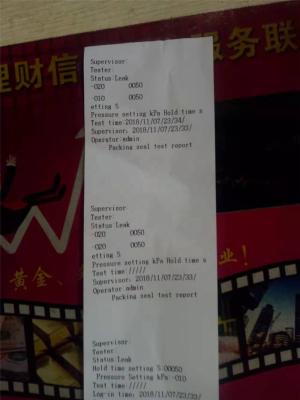 理财信
服务联
Supervisor:
Tester:
Status:Leak
-020 0050
-010 0050
etting S
Pressure setting kPa Hold time s
Test time:2018/11/07/23/34/
Supervisor: 2018/11/07/23/33/
Operator:admin
Packing seal test report
Supervisor:
Tester:
Status:Leak
-020 0050
-020 0050
etting S
Pressure setting kPa Hold time s
Test time://///
Supervisor: 2018/11/07/23/33/
Operator:admin
Packing seal test report
黄金、
业！
Supervisor:
Tester:
Status:Leak
Hold time setting S:00050
Pressure Setting kPa:-010
Test time://///
Log-in time: 2018/11/07/23/33/